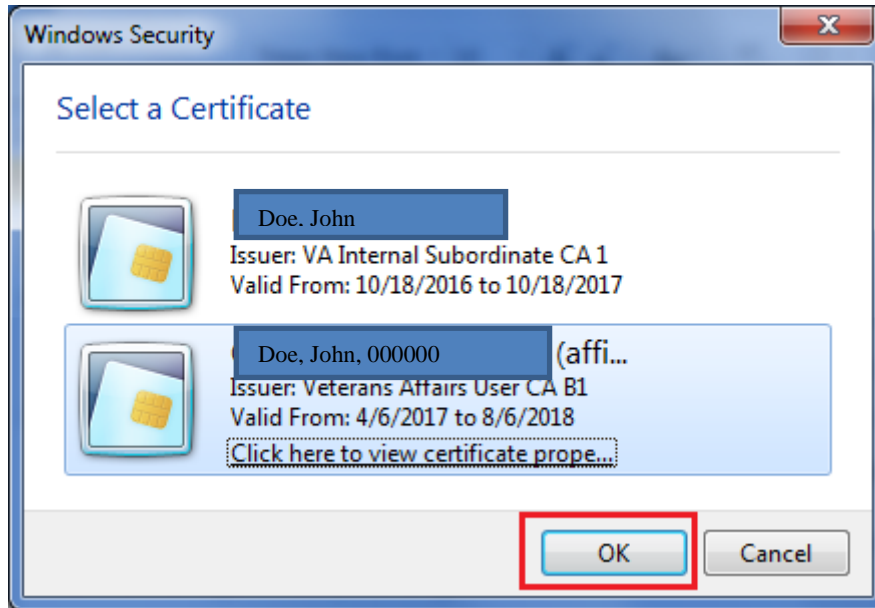 Windows Security
Select a Certificate
Doe. John
Issuer: VA Internal Subordinate CA 1
Valid From: 10/18/2016 to 10/18/2017
Doe, John, 000000 (affi...
Issuer: Veterans Affairs User CA B1
Valid From: 4/6/2017 to 8/6/2018
Click here to view certificate prope...
OK Cancel